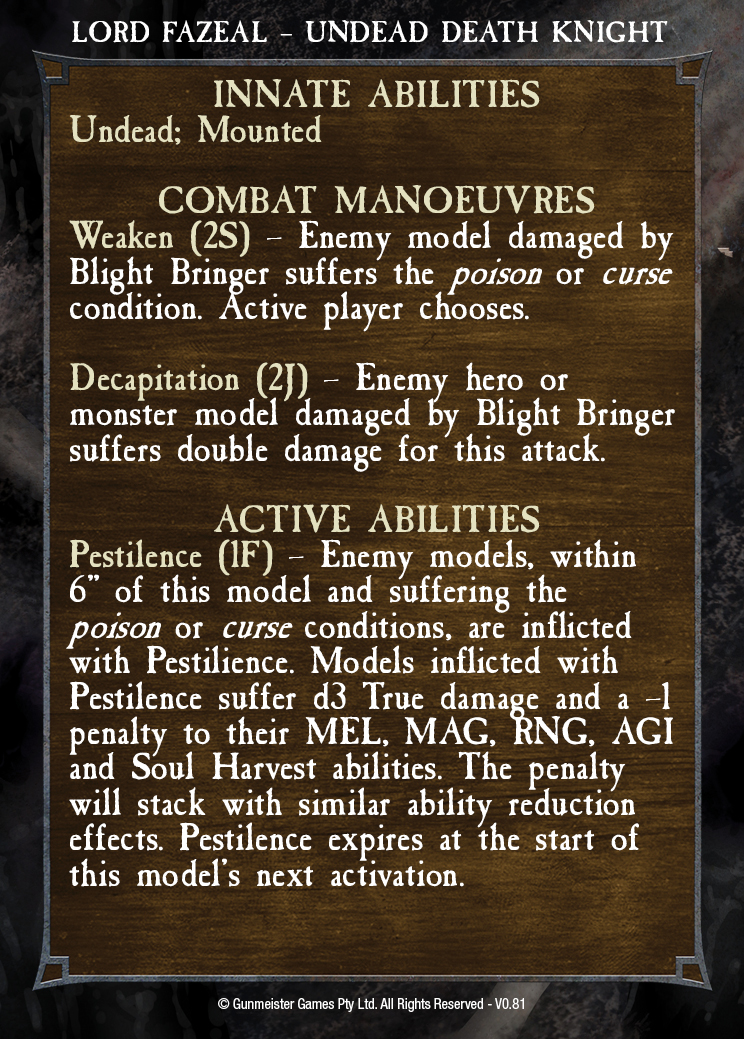 LORD FAZEAL – UNDEAD DEATH KNIGHT
INNATE ABILITIES
Undead; Mounted
COMBAT MANOEUVRES
Weaken (2S) – Enemy model damaged by
Blight Bringer suffers the poison or curse
condition. Active player chooses.
Decapitation (2J) – Enemy hero or
monster model damaged by Blight Bringer
suffers double damage for this attack.
ACTIVE ABILITIES
Pestilence (1F) – Enemy models, within
6” of this model and suffering the
poison or curse conditions, are inflicted
with Pestilience. Models inflicted with
Pestilence suffer d3 True damage and a –1
penalty to their MEL, MAG, RNG, AGI
and Soul Harvest abilities. The penalty
will stack with similar ability reduction
effects. Pestilence expires at the start of
this model’s next activation.
© Gunmeister Games Pty Ltd. All Rights Reserved - V0.81